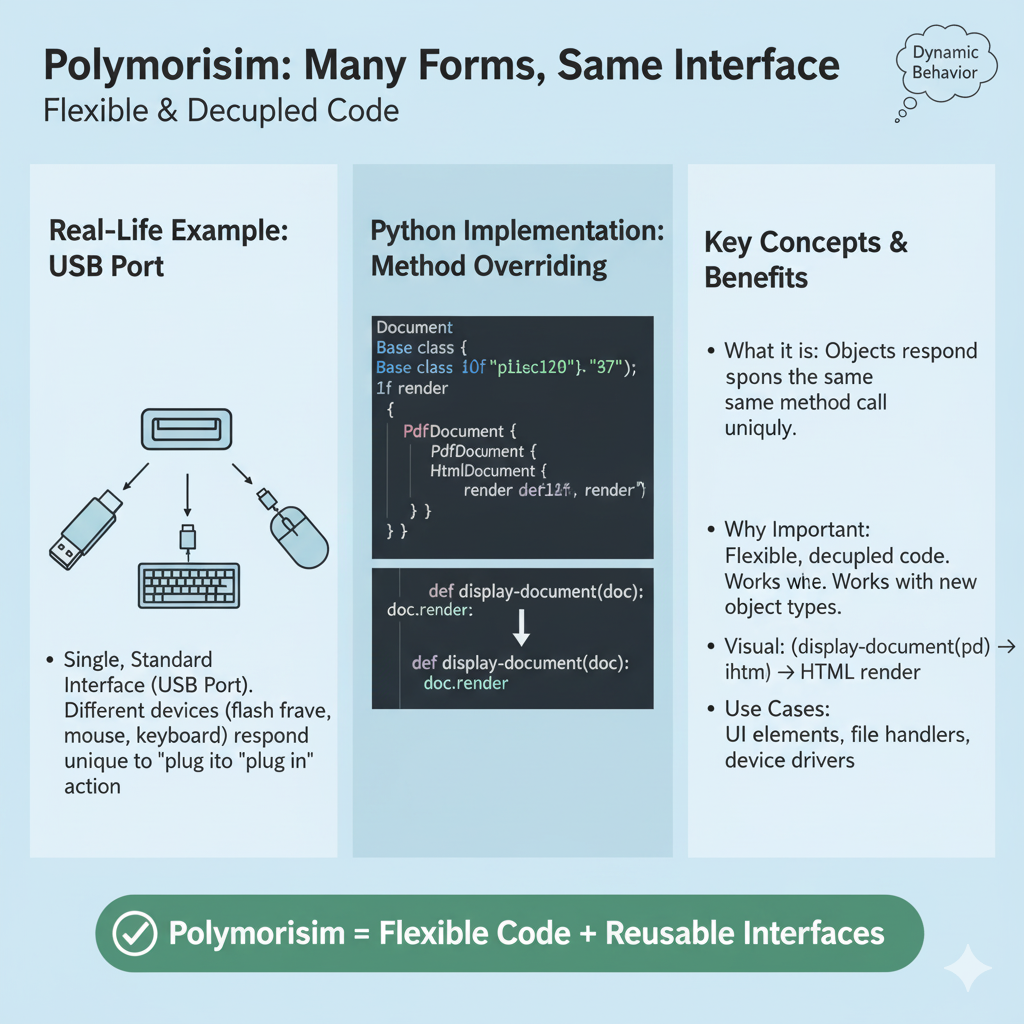 Polymorisim: Many Forms, Same Interface
Flexible & Decupled Code
Dynamic
Behavior
Real-Life Example:
USB Port
• Single, Standard
Interface (USB Port).
Different devices (flash frave,
mouse, keyboard) respond
unique to "plug ito "plug in"
action
Python Implementation:
Method Overriding
Document
Base class {
Base class
1f render
{
PdfDocument {
PdfDocument {
HtmlDocument {
render render")
} }
} }
def display-document(doc):
doc.render:
def display-document(doc):
doc.render
Key Concepts &
Benefits
• What it is: Objects respond
spons the same
same method call
uniquly.
• Why Important:
Flexible, decupled code.
Works whe. Works with new
object types.
• Visual: (display-document(pd) →
ihtm) → HTML render
• Use Cases:
UI elements, file handlers,
device drivers
Polymorisim = Flexible Code + Reusable Interfaces